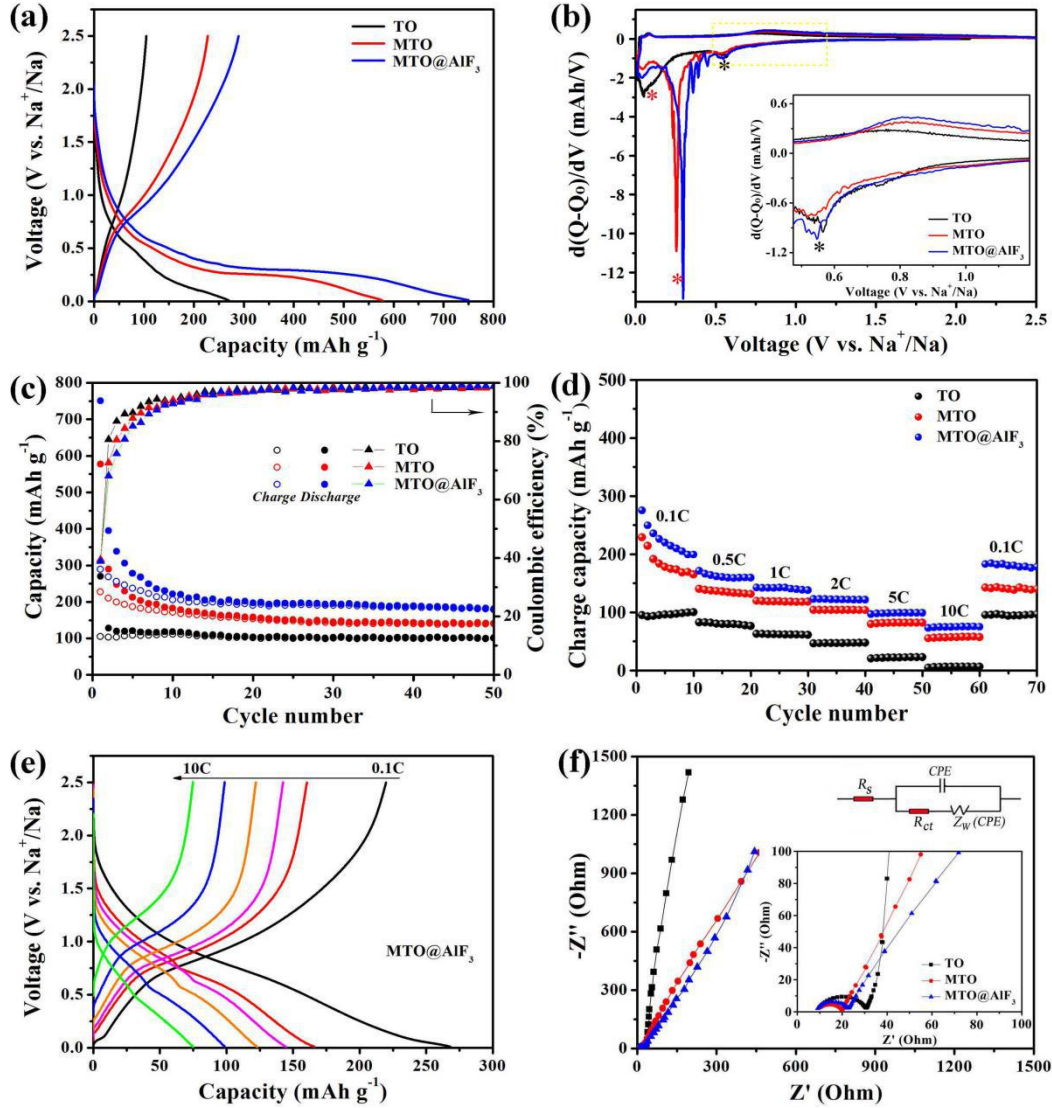 (a)
TO
MTO
MTO@AlF3
2.5
2.0
1.5
1.0
0.5
0.0
Voltage (V vs. Na+/Na)
0 100 200 300 400 500 600 700 800
Capacity (mAh g-1)
(b)
TO
MTO
MTO@AlF3
2
0
-2
-4
-6
-8
-10
-12
d(Q-Q0)/dV (mAh/V)
*
*
*
0.0 0.5 1.0 1.5 2.0 2.5
Voltage (V vs. Na+/Na)
0.6
0.0
-0.6
-1.2
d(Q-Q0)/dV (mAh/V)
TO
MTO
MTO@AlF3
*
0.6 0.8 1.0
Voltage (V vs. Na+/Na)
(c)
800
700
600
500
400
300
200
100
0
Capacity (mAh g-1)
TO
MTO
MTO@AlF3
Charge Discharge
100
80
60
40
20
0
Coulombic efficiency (%)
0 10 20 30 40 50
Cycle number
(d)
500
400
300
200
100
0
Charge capacity (mAh g-1)
TO
MTO
MTO@AlF3
0.1C
0.5C
1C
2C
5C
10C
0.1C
0 10 20 30 40 50 60 70
Cycle number
(e)
10C 0.1C
2.5
2.0
1.5
1.0
0.5
0.0
Voltage (V vs. Na+/Na)
MTO@AlF3
0 50 100 150 200 250 300
Capacity (mAh g-1)
(f)
1500
1200
900
600
300
0
-Z'' (Ohm)
TO
MTO
MTO@AlF3
0 300 600 900 1200 1500
Z' (Ohm)
Rs
CPE
Rct
ZW (CPE)
100
80
60
40
20
0
-Z'' (Ohm)
TO
MTO
MTO@AlF3
0 20 40 60 80 100
Z' (Ohm)